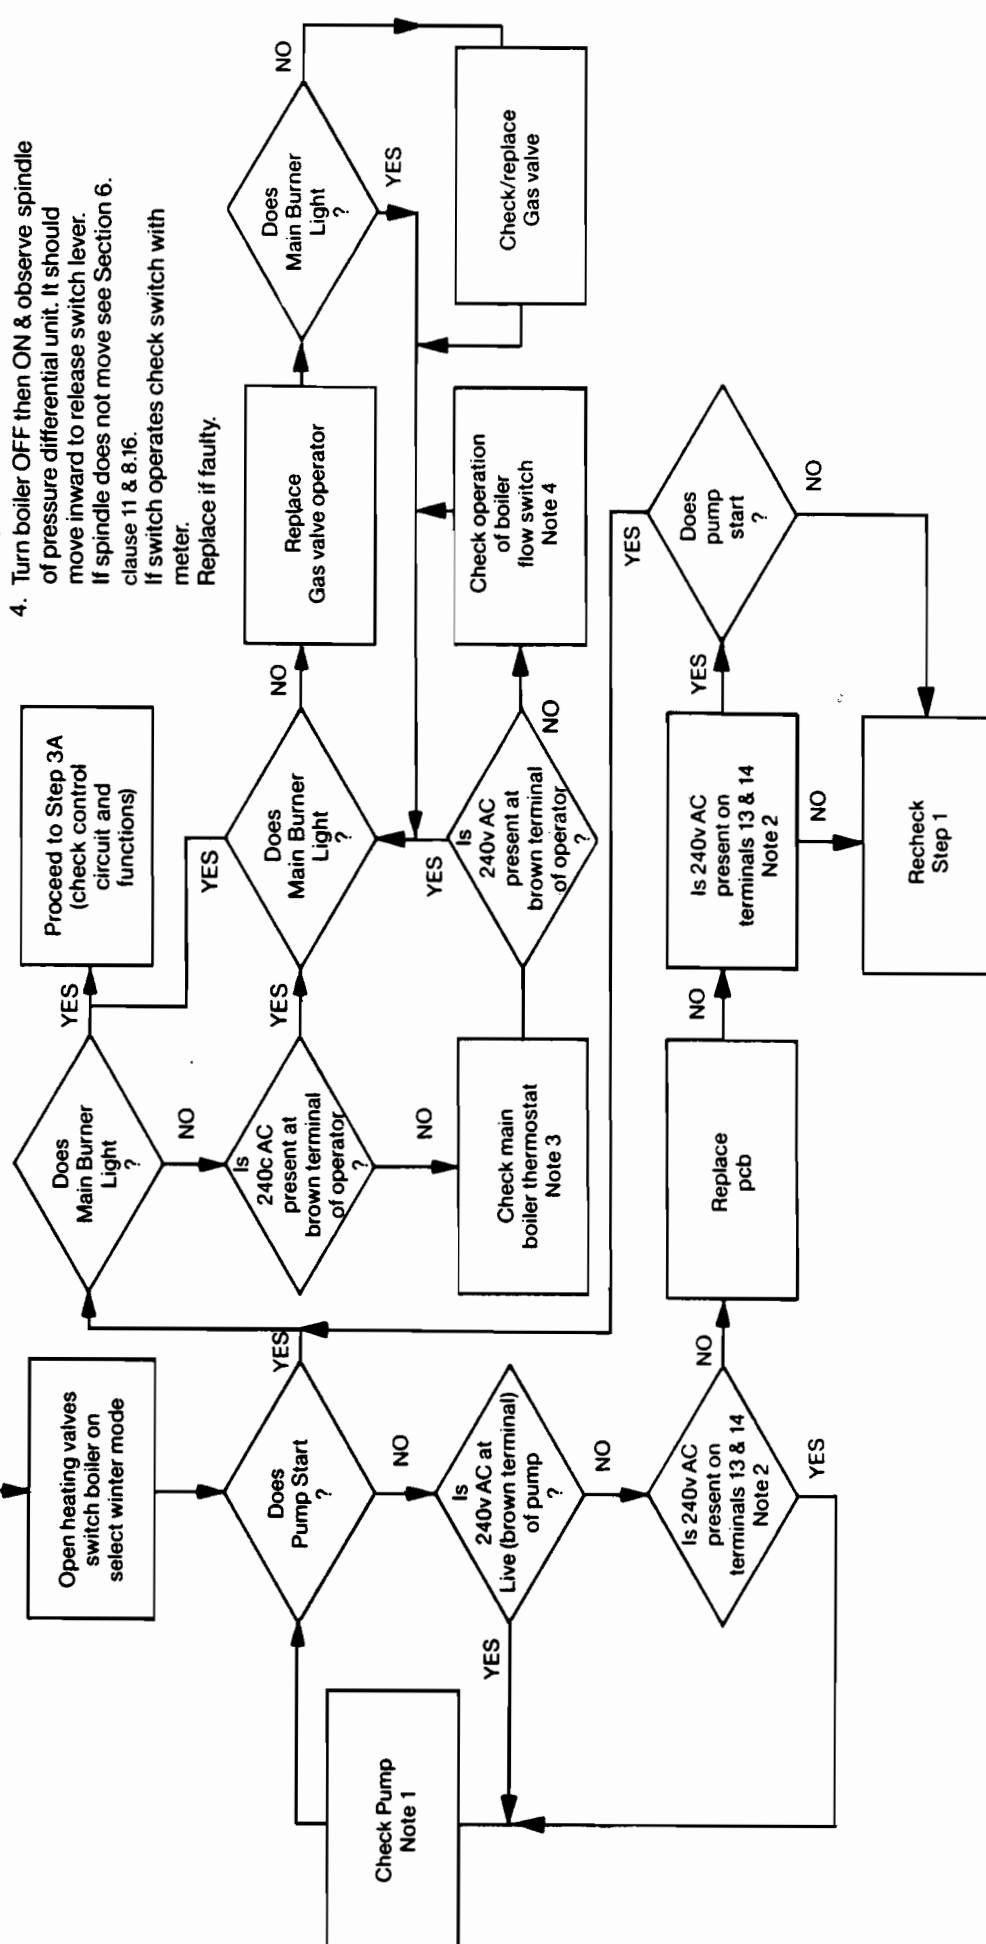 Open heating valves
switch boiler on
select winter mode
Does
Main Burner
Light
?
YES
Proceed to Step 3A
(check control
circuit and
functions)
4. Turn boiler OFF then ON & observe spindle
of pressure differential unit. It should
move inward to release switch lever.
If spindle does not move see Section 6.
clause 11 & 8.16.
If switch operates check switch with
meter.
Replace if faulty.
NO
YES
Does
Pump Start
?
YES
Is
240c AC
present at
brown terminal
of operator
?
YES
Does
Main Burner
Light
?
NO
Replace
Gas valve operator
Does
Main Burner
Light
?
NO
YES
NO
NO
YES
Check Pump
Note 1
YES
Is
240v AC at
Live (brown terminal)
of pump
?
Check main
boiler thermostat
Note 3
Is
240v AC
present at
brown terminal
of operator
?
NO
Check operation
of boiler
flow switch
Note 4
Check/replace
Gas valve
NO
YES
Is 240v AC
present on
terminals 13 & 14
Note 2
NO
Replace
pcb
NO
Is 240v AC
present on
terminals 13 & 14
Note 2
YES
Does
pump
start
?
YES
NO
NO
Recheck
Step 1